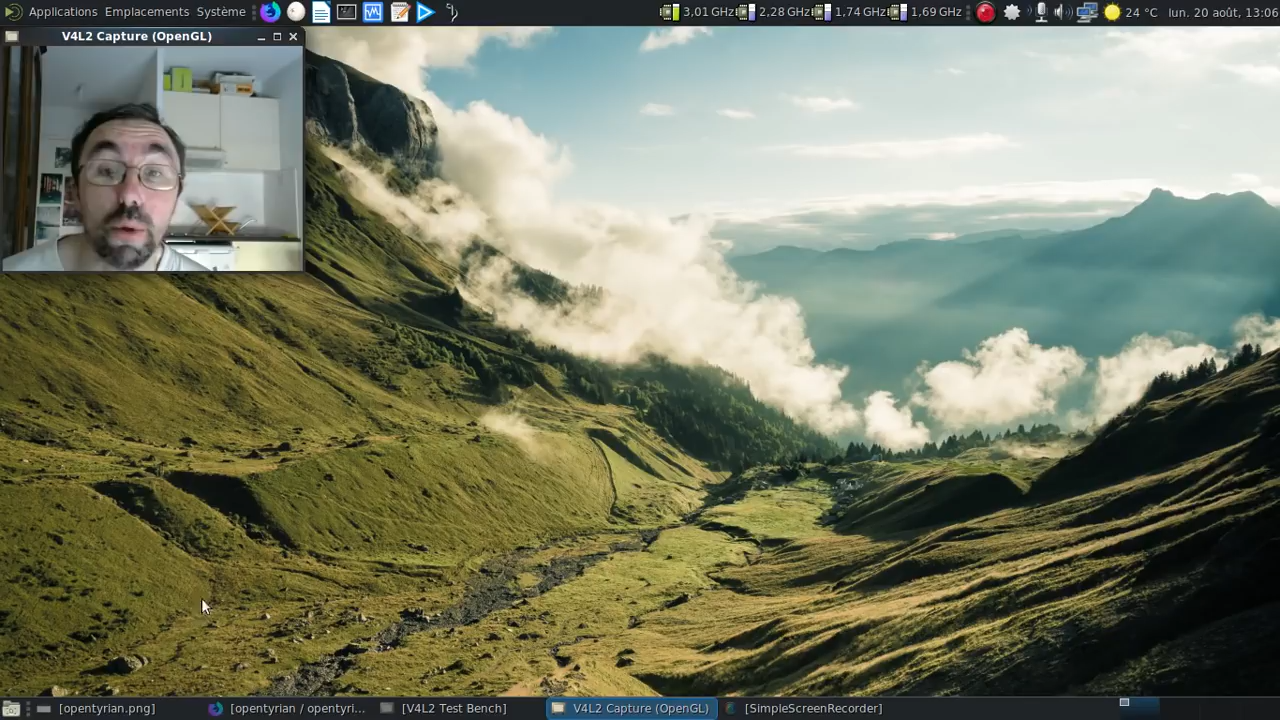 Applications Emplacements Système 3,01 GHz 2,28 GHz 1,74 GHz 1,69 GHz 24 °C lun. 20 août, 13:06
V4L2 Capture (OpenGL)
[opentyrian.png] [opentyrian / opentyri... [V4L2 Test Bench] V4L2 Capture (OpenGL) [SimpleScreenRecorder]